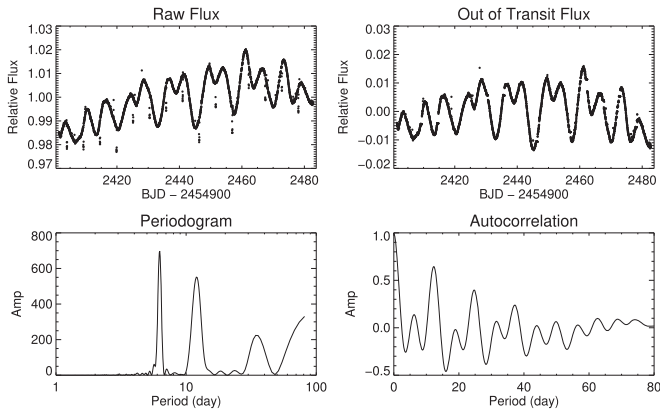 Raw Flux
1.03
1.02
1.01
1.00
0.99
0.98
0.97
Relative Flux
2420 2440 2460 2480
BJD − 2454900
Out of Transit Flux
0.03
0.02
0.01
0.00
−0.01
−0.02
Relative Flux
2420 2440 2460 2480
BJD − 2454900
Periodogram
800
600
400
200
0
Amp
1 10 100
Period (day)
Autocorrelation
1.0
0.5
0.0
−0.5
Amp
0 20 40 60 80
Period (day)